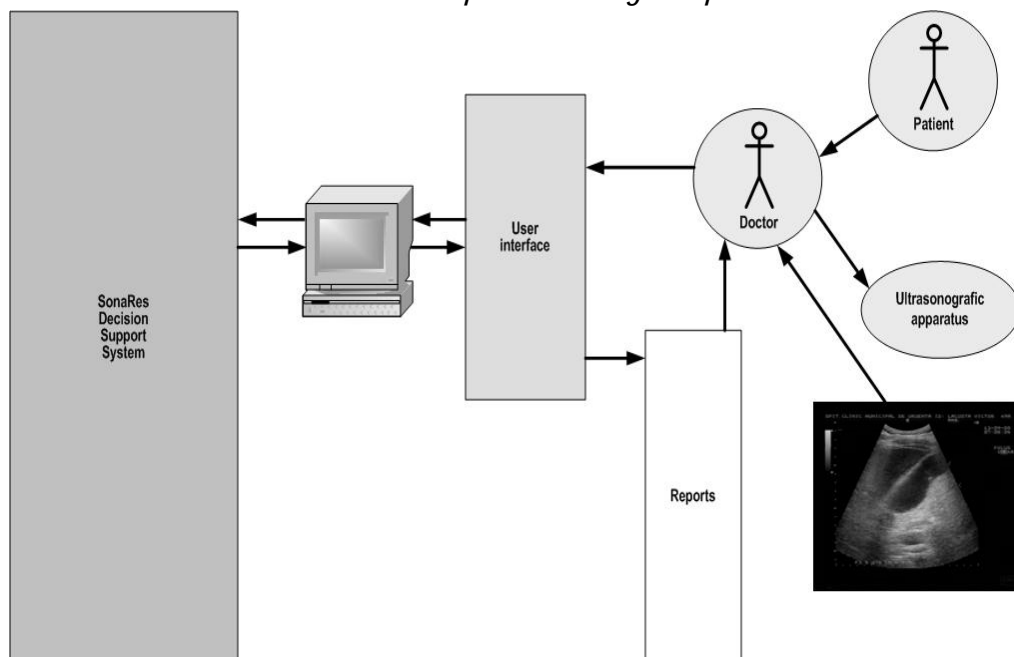 Patient
Doctor
User
interface
Ultrasonografic
apparatus
SonaRes
Decision
Support
System
Reports